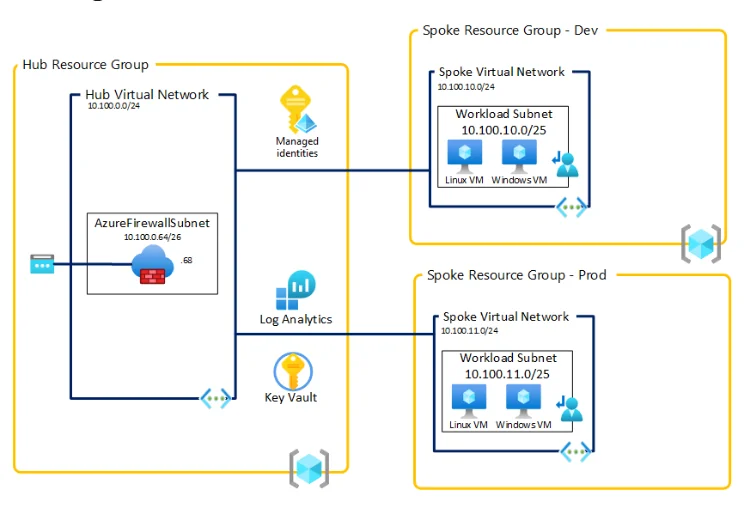 Hub Resource Group
Hub Virtual Network
10.100.0.0/24
Managed
identities
AzureFirewallSubnet
10.100.0.64/26
.68
Log Analytics
Key Vault
Spoke Resource Group - Dev
Spoke Virtual Network
10.100.10.0/24
Workload Subnet
10.100.10.0/25
Linux VM
Windows VM
Spoke Resource Group - Prod
Spoke Virtual Network
10.100.11.0/24
Workload Subnet
10.100.11.0/25
Linux VM
Windows VM